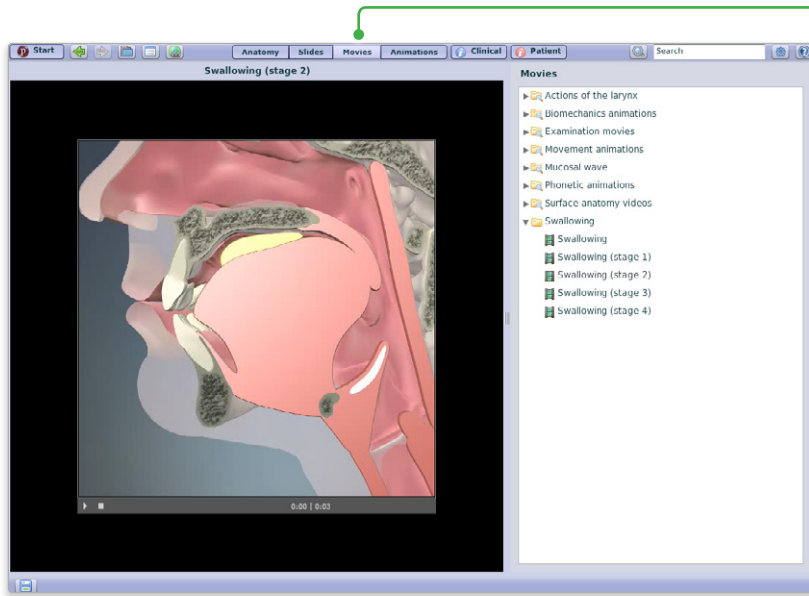 Start Anatomy Slides Movies Animations Clinical Patient Search
Swallowing (stage 2)
0:00 | 0:03
Movies
Actions of the larynx
Biomechanics animations
Examination movies
Movement animations
Mucosal wave
Phonetic animations
Surface anatomy videos
Swallowing
Swallowing
Swallowing (stage 1)
Swallowing (stage 2)
Swallowing (stage 3)
Swallowing (stage 4)